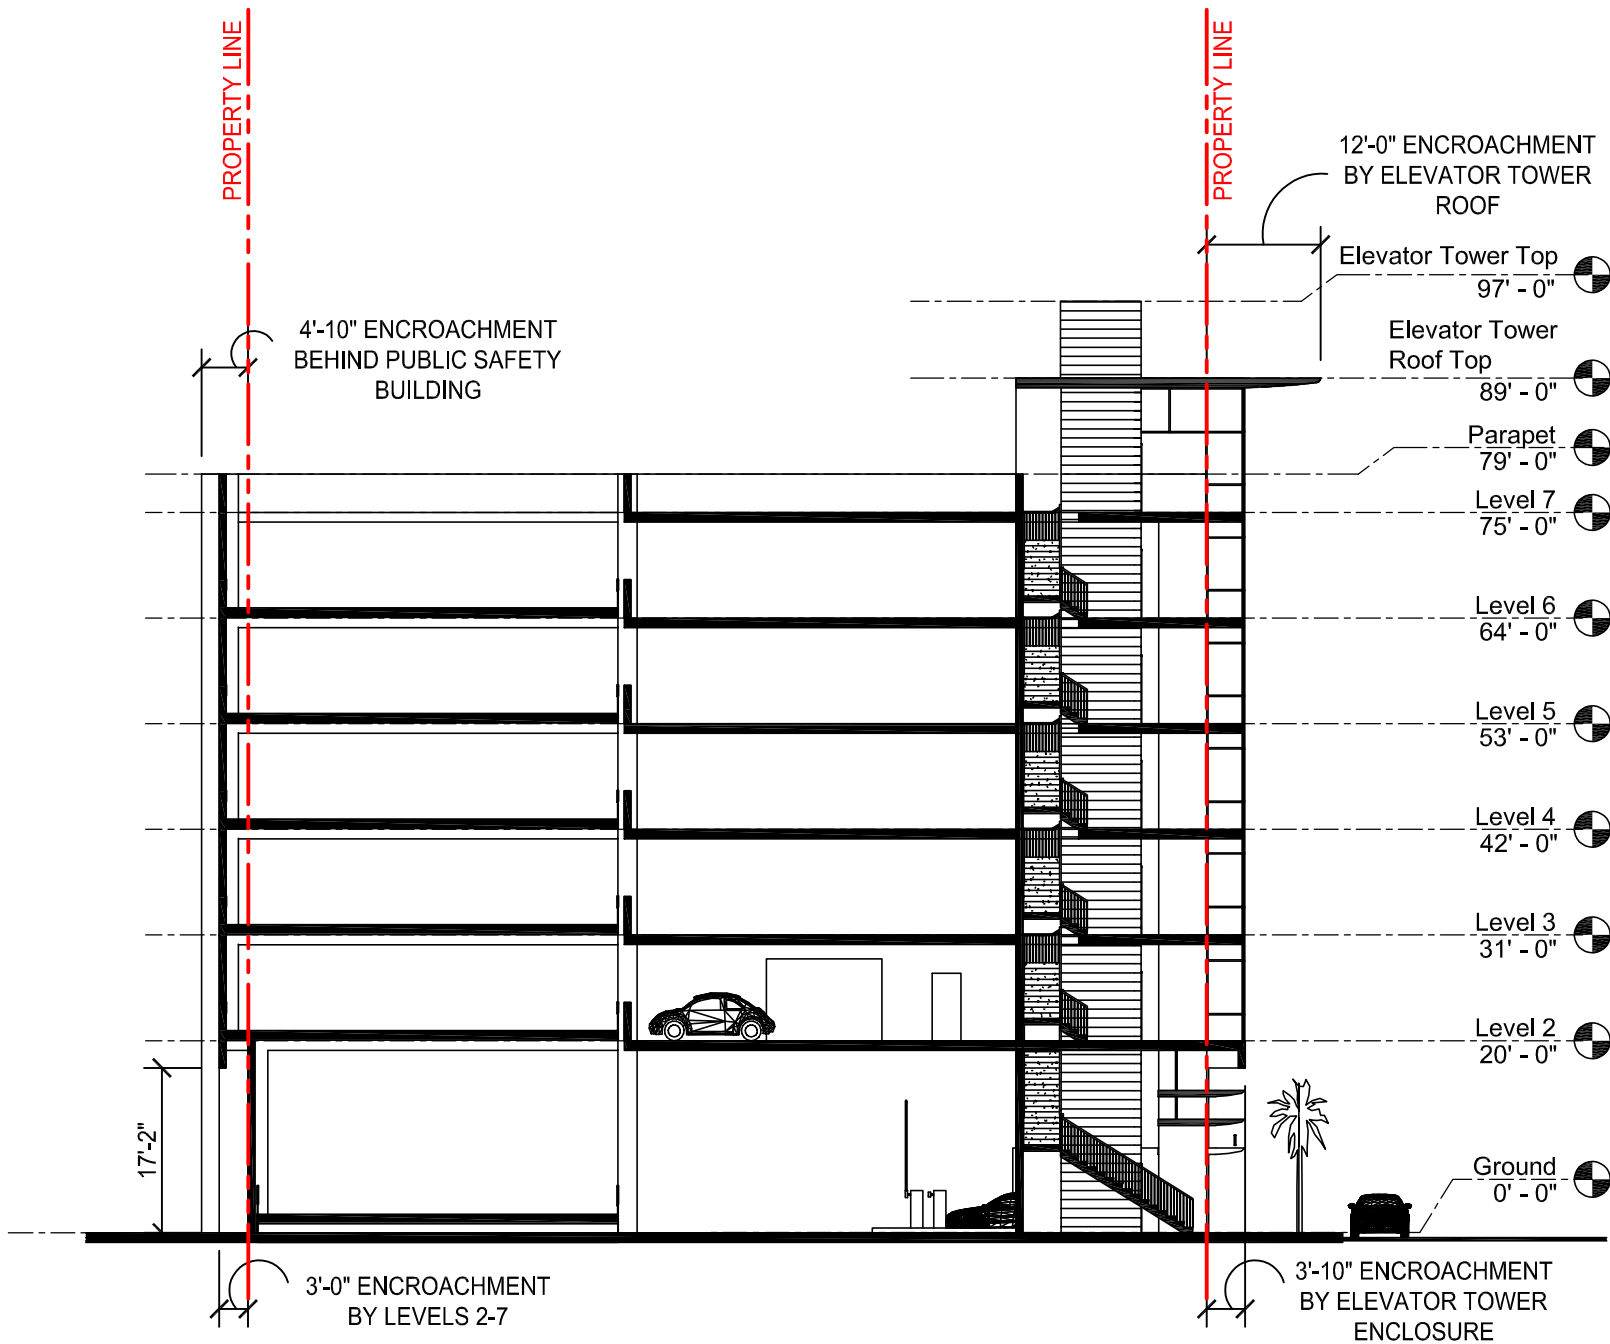 PROPERTY LINE
PROPERTY LINE
12'-0" ENCROACHMENT
BY ELEVATOR TOWER
ROOF
Elevator Tower Top
97' - 0"
4'-10" ENCROACHMENT
BEHIND PUBLIC SAFETY
BUILDING
Elevator Tower
Roof Top
89' - 0"
Parapet
79' - 0"
Level 7
75' - 0"
Level 6
64' - 0"
Level 5
53' - 0"
Level 4
42' - 0"
Level 3
31' - 0"
Level 2
20' - 0"
17'-2"
Ground
0' - 0"
3'-0" ENCROACHMENT
BY LEVELS 2-7
3'-10" ENCROACHMENT
BY ELEVATOR TOWER
ENCLOSURE